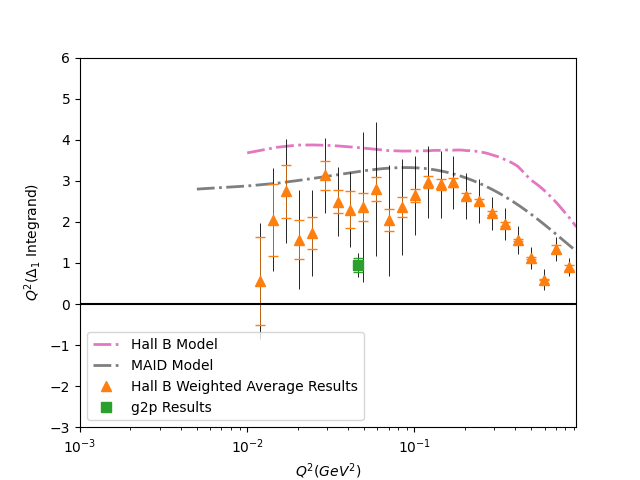 6
5
4
3
2
1
0
−1
−2
−3
Q²(Δ₁ Integrand)
Hall B Model
MAID Model
Hall B Weighted Average Results
g2p Results
10⁻³
10⁻²
10⁻¹
Q²(GeV²)